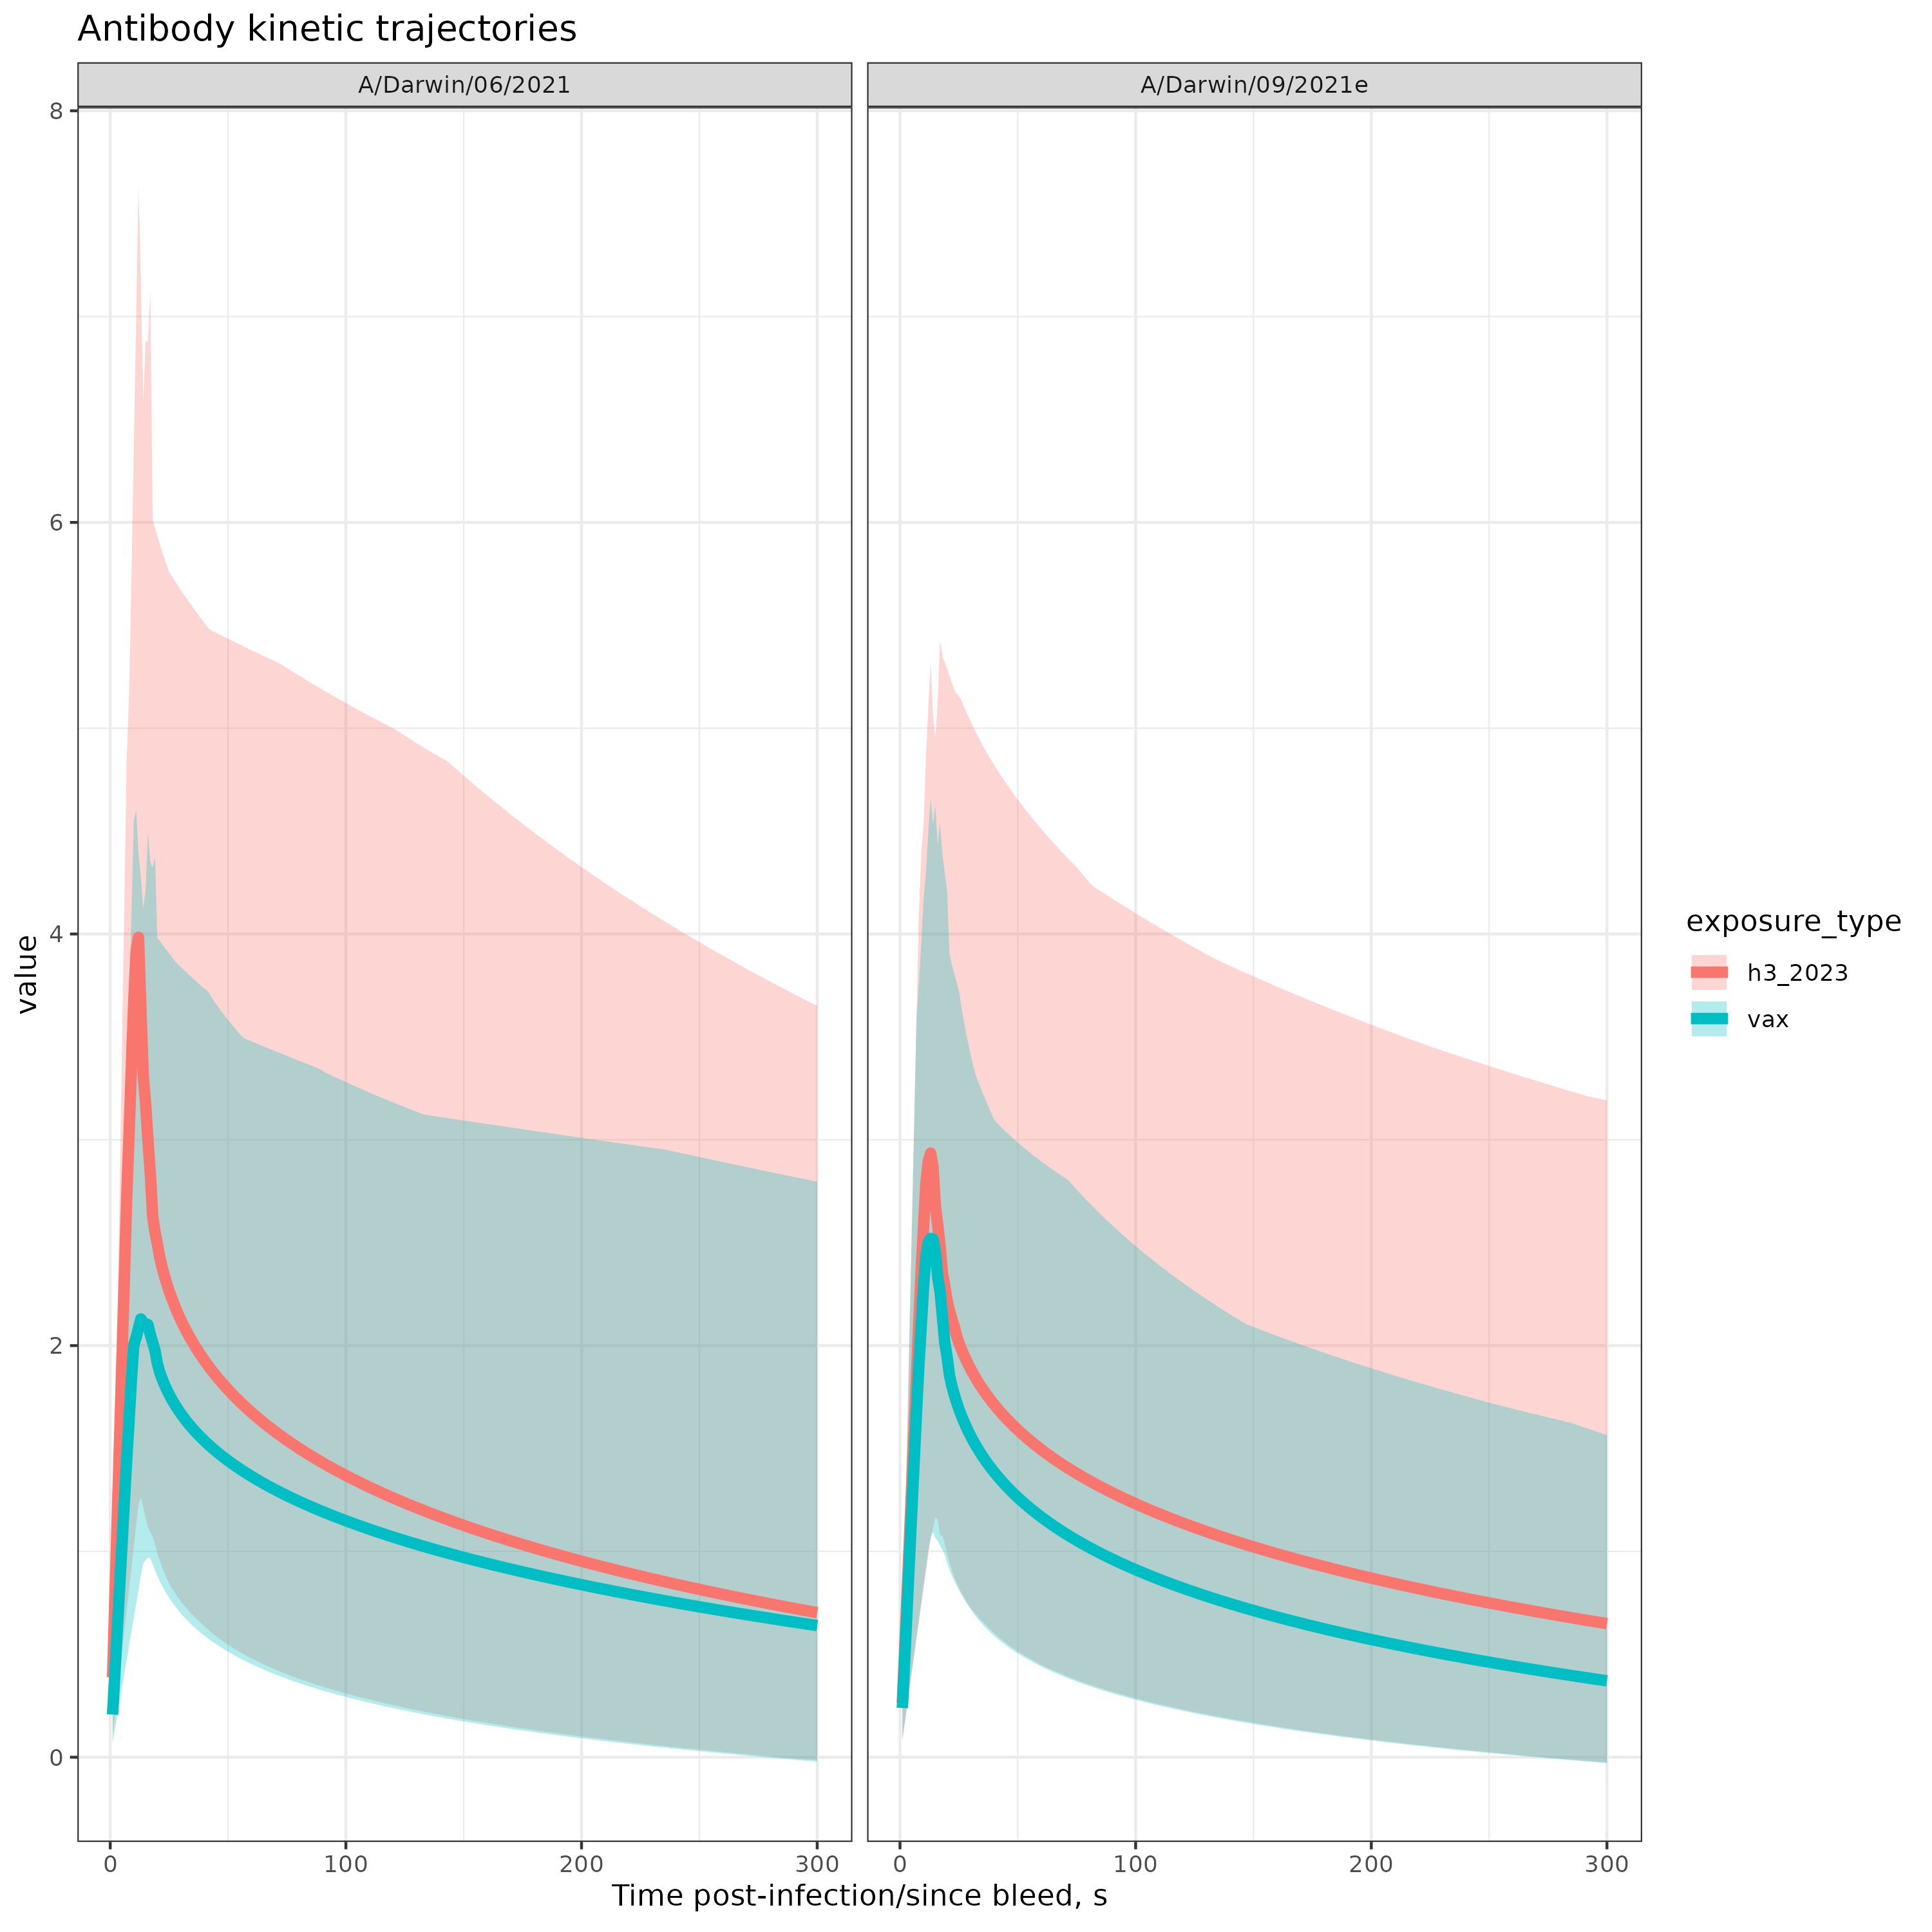 Antibody kinetic trajectories
A/Darwin/06/2021
A/Darwin/09/2021e
8
6
4
2
0
value
0
100
200
300
0
100
200
300
Time post-infection/since bleed, s
exposure_type
h3_2023
vax